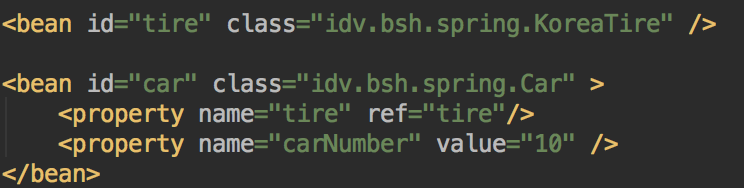 <bean id="tire" class="idv.bsh.spring.KoreaTire" />
<bean id="car" class="idv.bsh.spring.Car" >
<property name="tire" ref="tire"/>
<property name="carNumber" value="10" />
</bean>